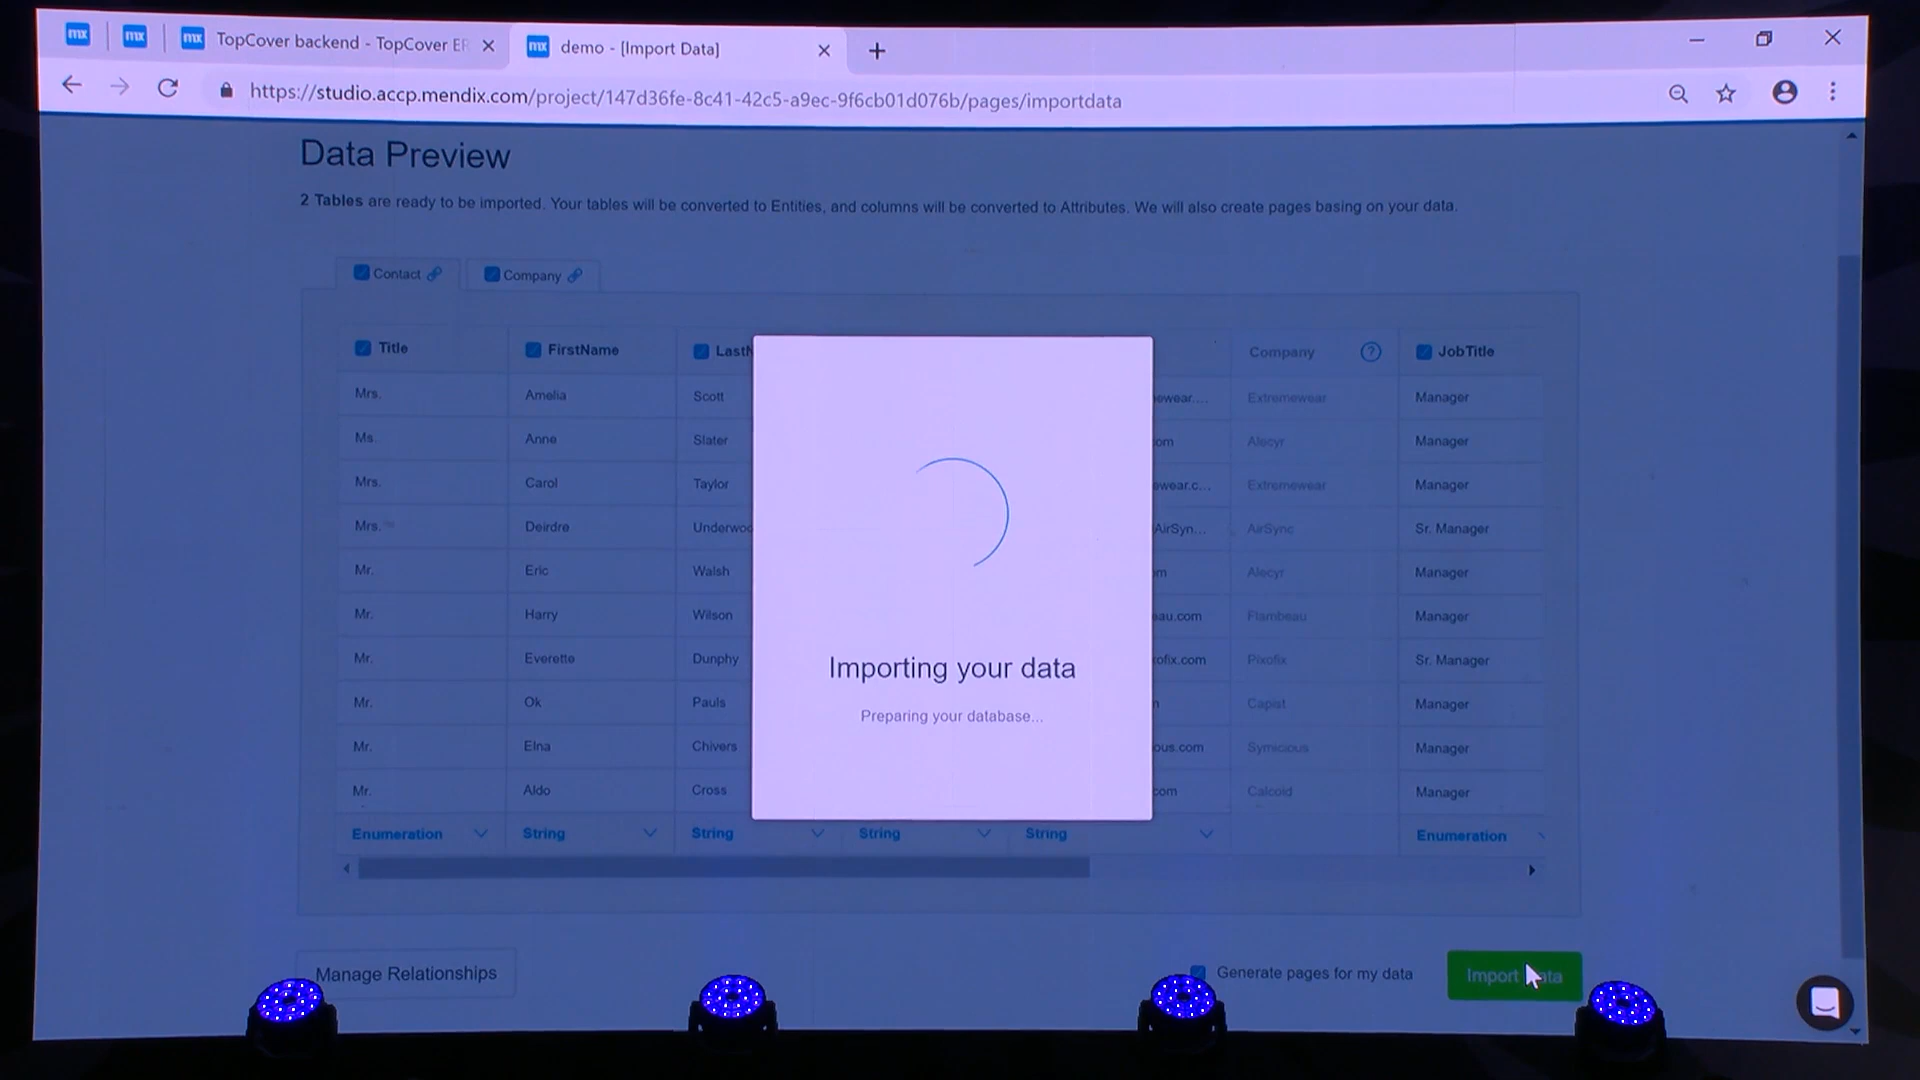 mx
mx
mx TopCover backend - TopCover
mx demo - [Import Data]
https://studio.accp.mendix.com/project/147d36fe-8c41-42c5-a9ec-9f6cb01d076b/pages/importdata
Data Preview
2 Tables are ready to be imported. Your tables will be converted to Entities, and columns will be converted to Attributes. We will also create pages basing on your data.
Contact Company
Title FirstName Company ? JobTitle
Mrs. Amelia Scott Extremewear Manager
Ms. Anne Slater Alecyr Manager
Mrs. Carol Taylor Extremewear Manager
Mrs. Deirdre Underwoo AirSync Sr. Manager
Mr. Eric Walsh Alecyr Manager
Mr. Harry Wilson Flambeau Manager
Mr. Everette Dunphy Pixofix Sr. Manager
Mr. Ok Pauls Capist Manager
Mr. Elna Chivers Symicious Manager
Mr. Aldo Cross Calcold Manager
Enumeration String String String String Enumeration
Importing your data
Preparing your database...
Manage Relationships
Generate pages for my data
Import Data